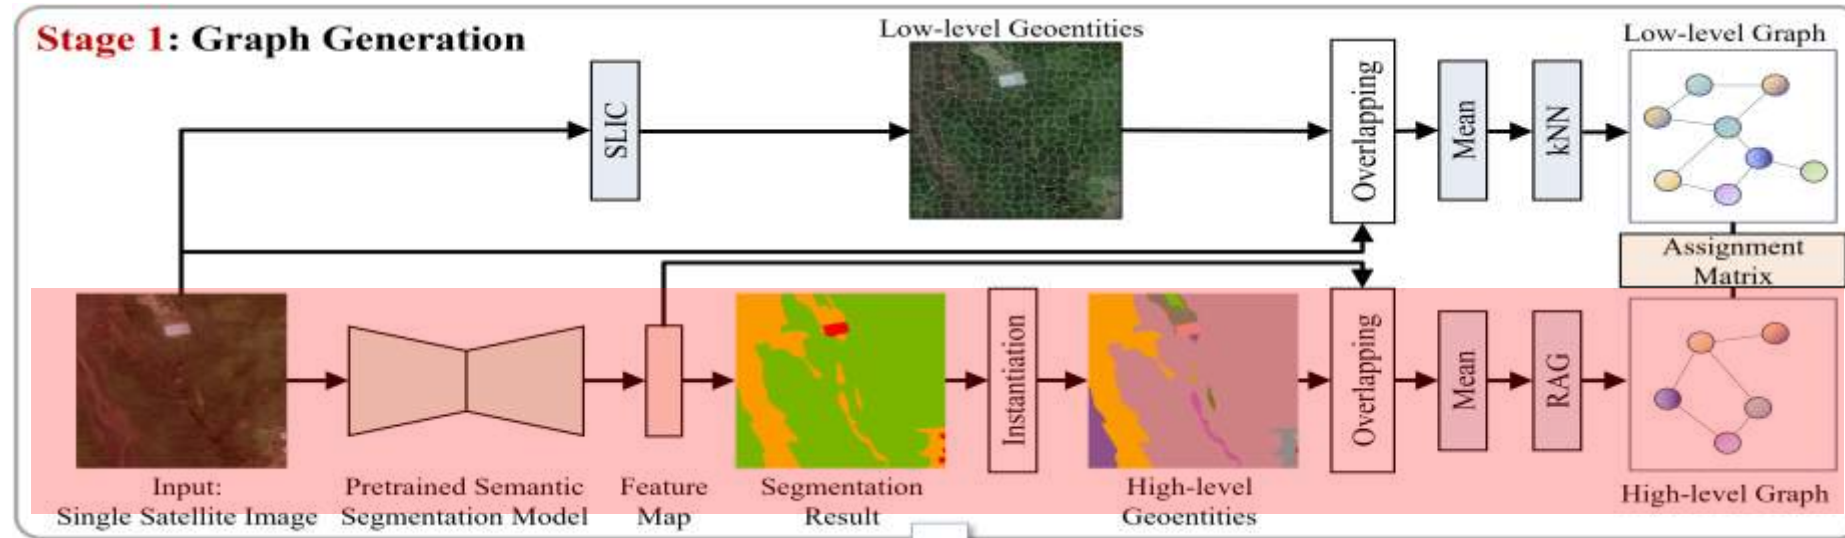 Stage 1: Graph Generation
Low-level Geoentities
Low-level Graph
SLIC
Overlapping
Mean
kNN
Assignment
Matrix
Instantiation
Overlapping
Mean
RAG
Input:
Single Satellite Image
Pretrained Semantic
Segmentation Model
Feature
Map
Segmentation
Result
High-level
Geoentities
High-level Graph